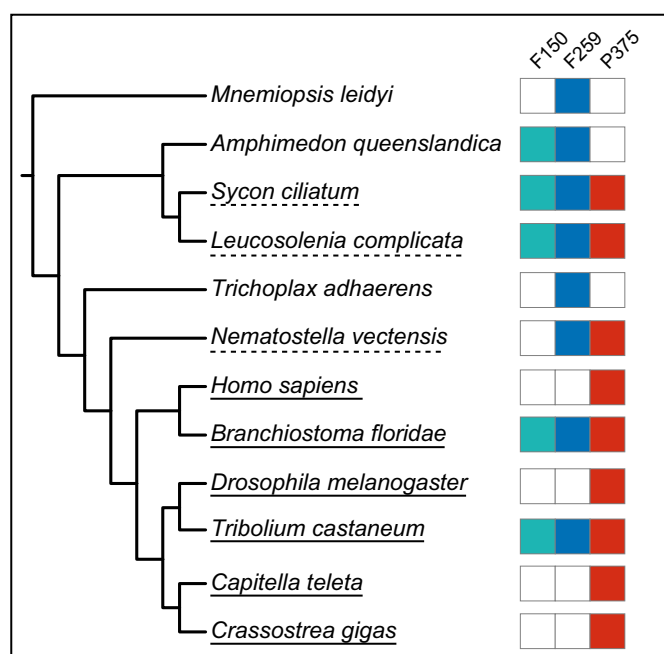 F150 F259 P375
Mnemiopsis leidyi
Amphimedon queenslandica
Sycon ciliatum
Leucosolenia complicata
Trichoplax adhaerens
Nematostella vectensis
Homo sapiens
Branchiostoma floridae
Drosophila melanogaster
Tribolium castaneum
Capitella teleta
Crassostrea gigas